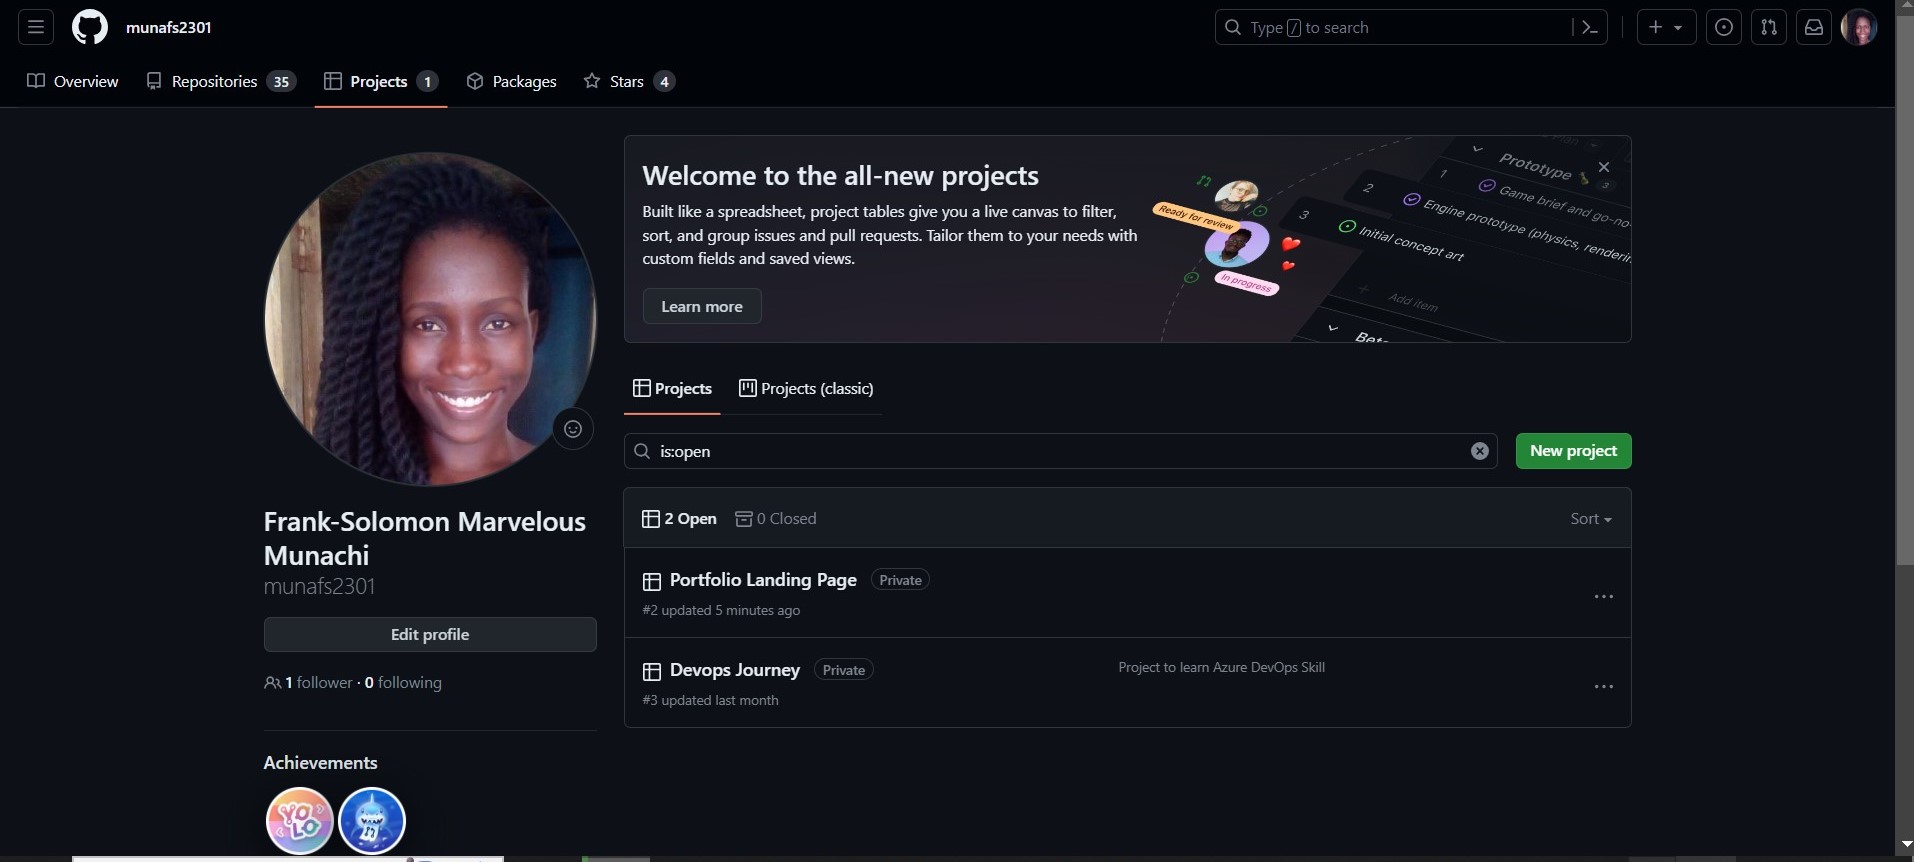 munafs2301
Type / to search
Overview
Repositories 35
Projects 1
Packages
Stars 4
Welcome to the all-new projects
Built like a spreadsheet, project tables give you a live canvas to filter,
sort, and group issues and pull requests. Tailor them to your needs with
custom fields and saved views.
Learn more
Ready for review
In progress
Prototype
3
1 Game brief and go-no-
2 Engine prototype (physics, renderin
3 Initial concept art
Add item
Beta
Projects
Projects (classic)
is:open
New project
2 Open
0 Closed
Sort
Portfolio Landing Page Private
#2 updated 5 minutes ago
Devops Journey Private
Project to learn Azure DevOps Skill
#3 updated last month
Frank-Solomon Marvelous
Munachi
munafs2301
Edit profile
1 follower · 0 following
Achievements
YOLO